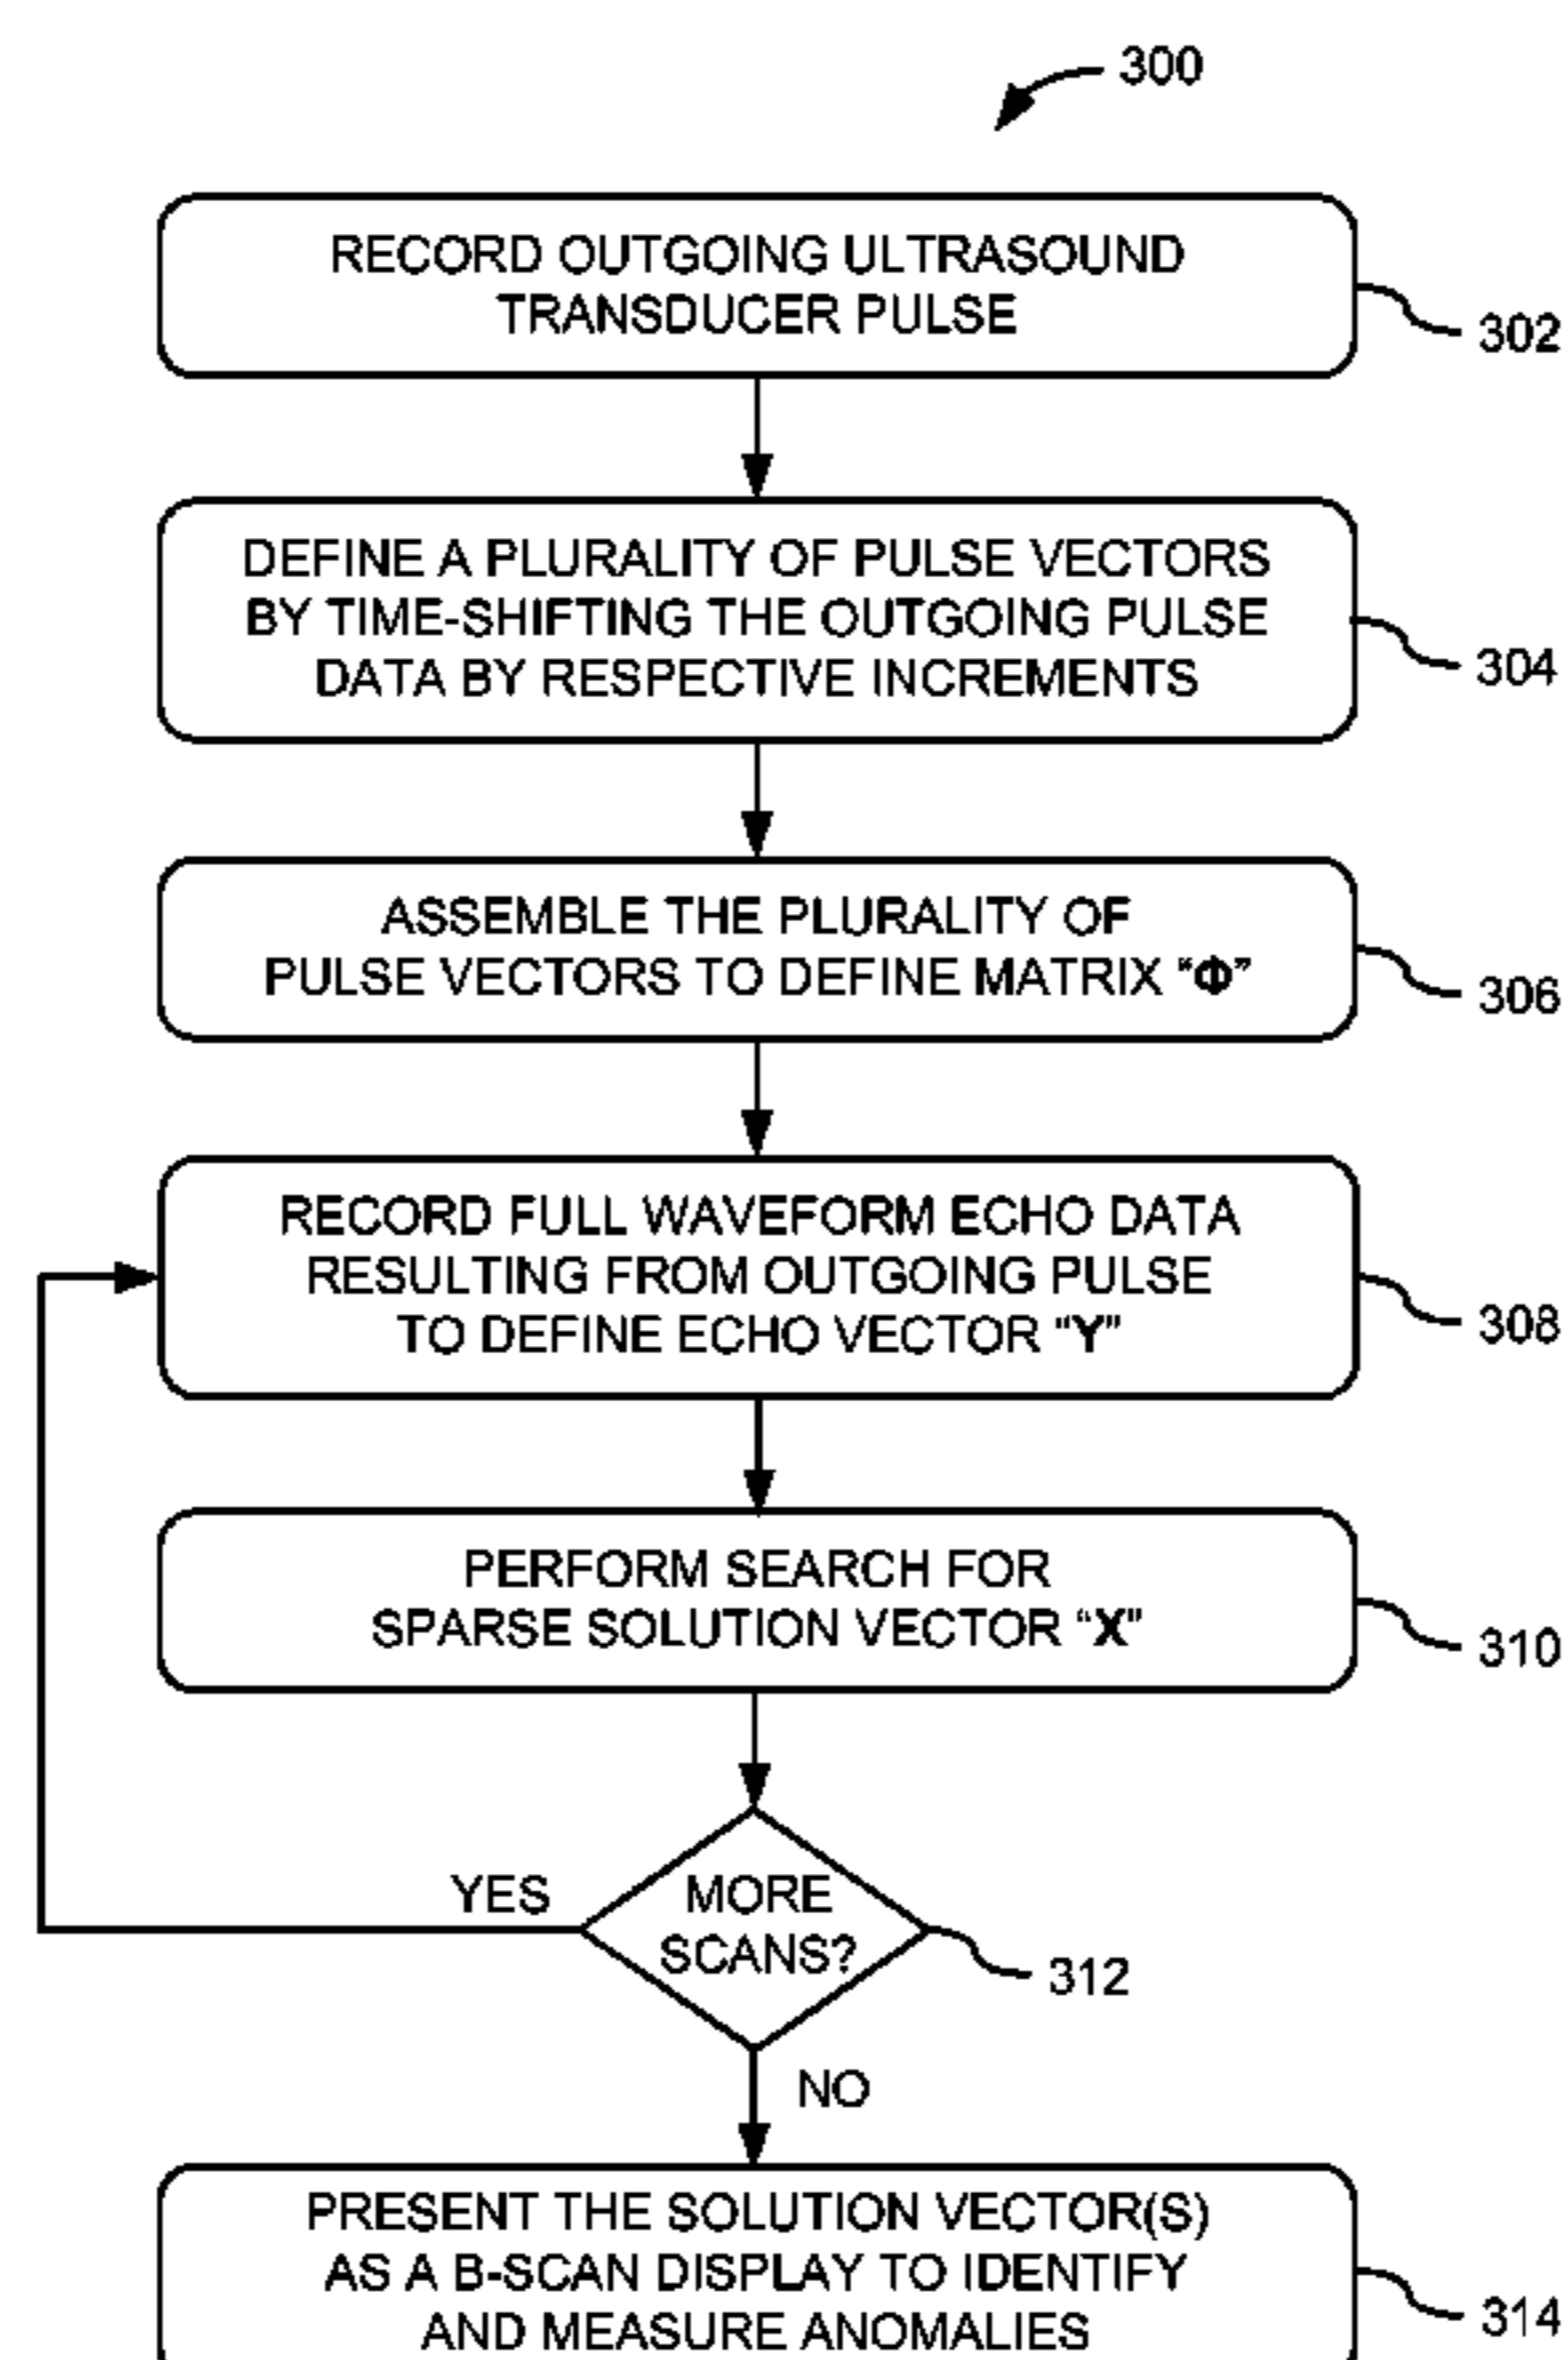 300
RECORD OUTGOING ULTRASOUND
TRANSDUCER PULSE
302
DEFINE A PLURALITY OF PULSE VECTORS
BY TIME-SHIFTING THE OUTGOING PULSE
DATA BY RESPECTIVE INCREMENTS
304
ASSEMBLE THE PLURALITY OF
PULSE VECTORS TO DEFINE MATRIX “Φ”
306
RECORD FULL WAVEFORM ECHO DATA
RESULTING FROM OUTGOING PULSE
TO DEFINE ECHO VECTOR “Y”
308
PERFORM SEARCH FOR
SPARSE SOLUTION VECTOR “X”
310
YES
MORE
SCANS?
312
NO
PRESENT THE SOLUTION VECTOR(S)
AS A B-SCAN DISPLAY TO IDENTIFY
AND MEASURE ANOMALIES
314